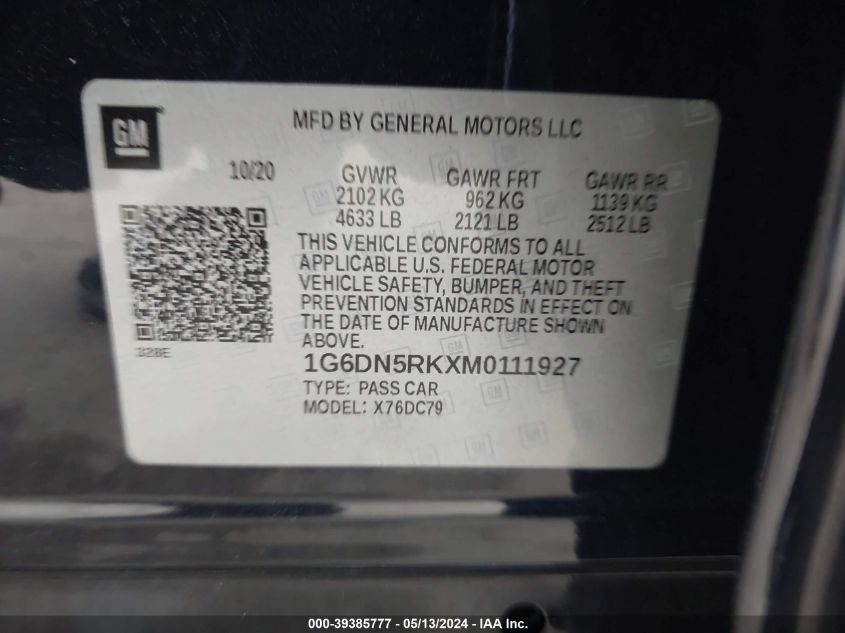 GM
MFD BY GENERAL MOTORS LLC
10/20 GVWR GAWR FRT GAWR RR
2102 KG 962 KG 1139 KG
4633 LB 2121 LB 2512 LB
THIS VEHICLE CONFORMS TO ALL
APPLICABLE U.S. FEDERAL MOTOR
VEHICLE SAFETY, BUMPER, AND THEFT
PREVENTION STANDARDS IN EFFECT ON
THE DATE OF MANUFACTURE SHOWN
ABOVE.
328E
1G6DN5RKXM0111927
TYPE: PASS CAR
MODEL: X76DC79
000-39385777 - 05/13/2024 - IAA Inc.